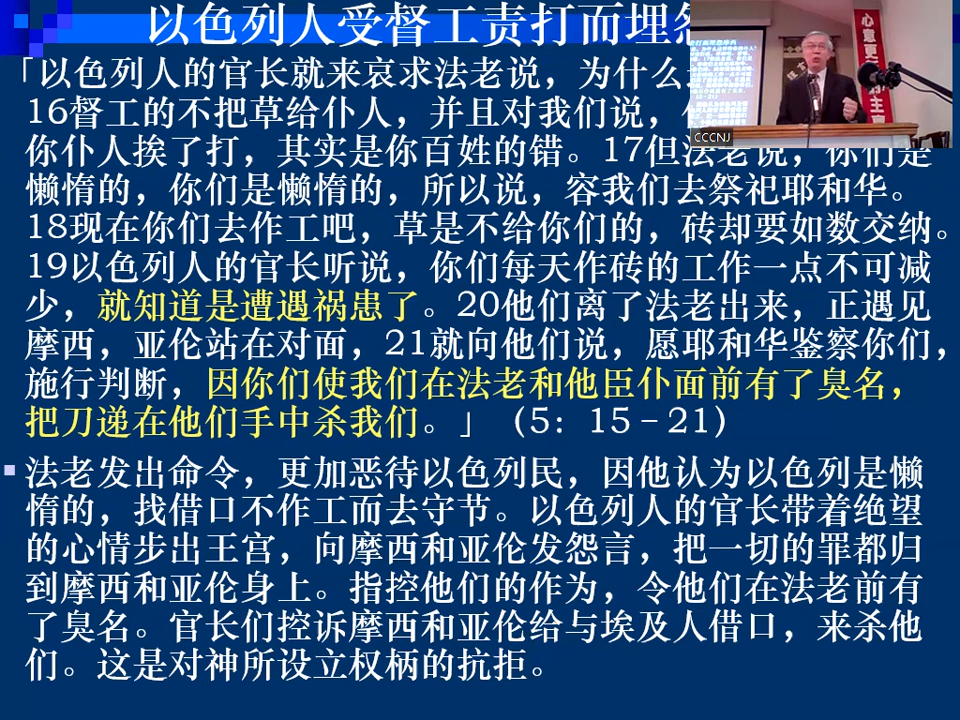 以色列人受督工责打而埋怨
「以色列人的官长就来哀求法老说，为什么
16督工的不把草给仆人，并且对我们说，
你仆人挨了打，其实是你百姓的错。17但法老说，你们是
懒惰的，你们是懒惰的，所以说，容我们去祭祀耶和华。
18现在你们去作工吧，草是不给你们的，砖却要如数交纳。
19以色列人的官长听说，你们每天作砖的工作一点不可减
少，就知道是遭遇祸患了。20他们离了法老出来，正遇见
摩西，亚伦站在对面，21就向他们说，愿耶和华鉴察你们，
施行判断，因你们使我们在法老和他臣仆面前有了臭名，
把刀递在他们手中杀我们。」（5：15－21）
法老发出命令，更加恶待以色列民，因他认为以色列是懒
惰的，找借口不作工而去守节。以色列人的官长带着绝望
的心情步出王宫，向摩西和亚伦发怨言，把一切的罪都归
到摩西和亚伦身上。指控他们的作为，令他们在法老前有
了臭名。官长们控诉摩西和亚伦给与埃及人借口，来杀他
们。这是对神所设立权柄的抗拒。
心意更
主
CCCNJ